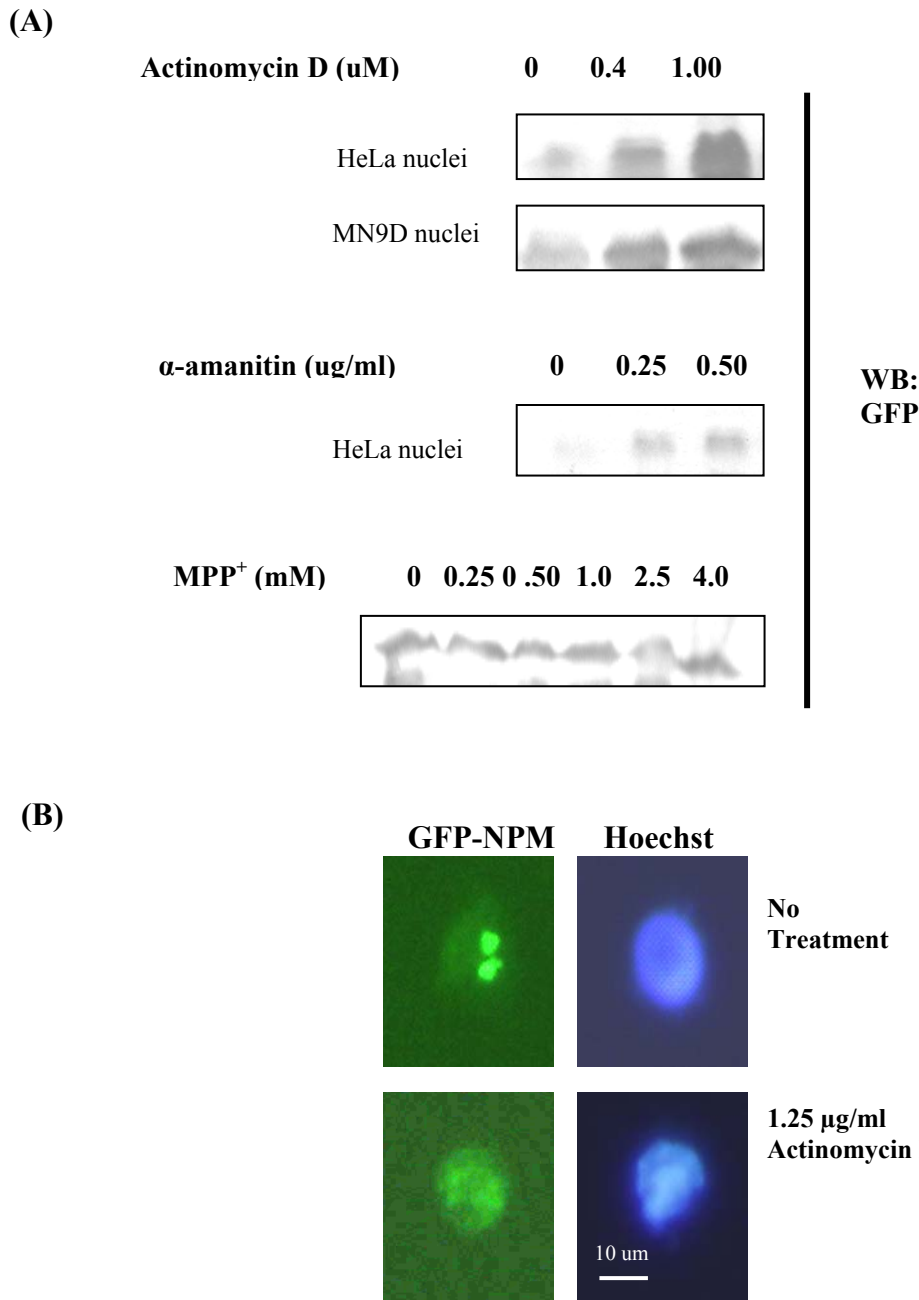 (A)
Actinomycin D (uM) 0 0.4 1.00
HeLa nuclei
MN9D nuclei
α-amanitin (ug/ml) 0 0.25 0.50
WB:
GFP
HeLa nuclei
MPP⁺ (mM) 0 0.25 0 .50 1.0 2.5 4.0
(B)
GFP-NPM Hoechst
No
Treatment
1.25 µg/ml
Actinomycin
10 um